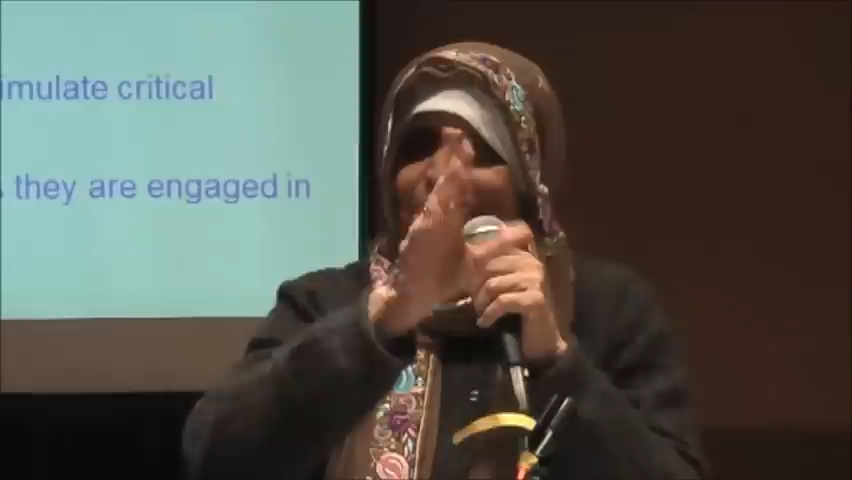 imulate critical
they are engaged in